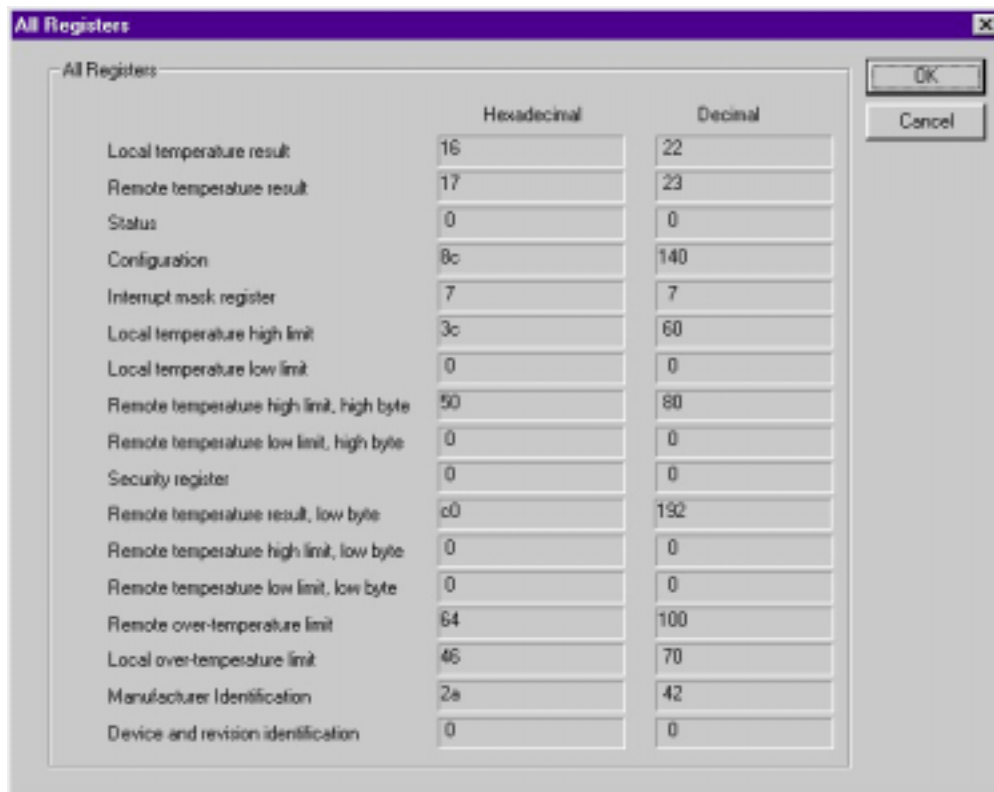 All Registers
All Registers
OK
Cancel
Hexadecimal Decimal
Local temperature result 16 22
Remote temperature result 17 23
Status 0 0
Configuration 8c 140
Interrupt mask register 7 7
Local temperature high limit 3c 60
Local temperature low limit 0 0
Remote temperature high limit, high byte 50 80
Remote temperature low limit, high byte 0 0
Security register 0 0
Remote temperature result, low byte c0 192
Remote temperature high limit, low byte 0 0
Remote temperature low limit, low byte 0 0
Remote over-temperature limit 64 100
Local over-temperature limit 46 70
Manufacturer Identification 2a 42
Device and revision identification 0 0